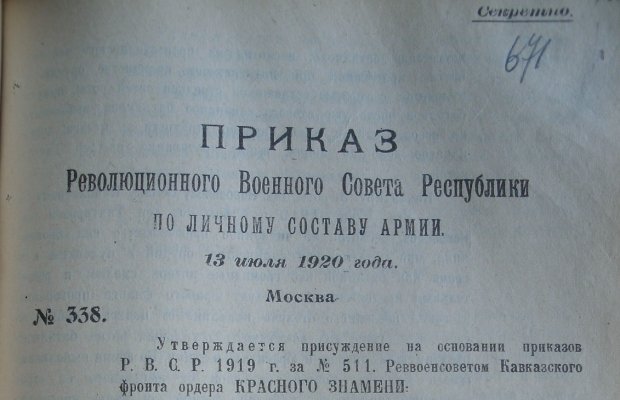 Секретно.
671
ПРИКАЗ
Революционного Военного Совета Республики
ПО ЛИЧНОМУ СОСТАВУ АРМИИ.
13 июля 1920 года.
Москва
№ 338.
Утверждается присуждение на основании приказов
Р. В. С. Р. 1919 г. за № 511. Реввоенсоветом Кавказского
фронта ордера КРАСНОГО ЗНАМЕНИ: